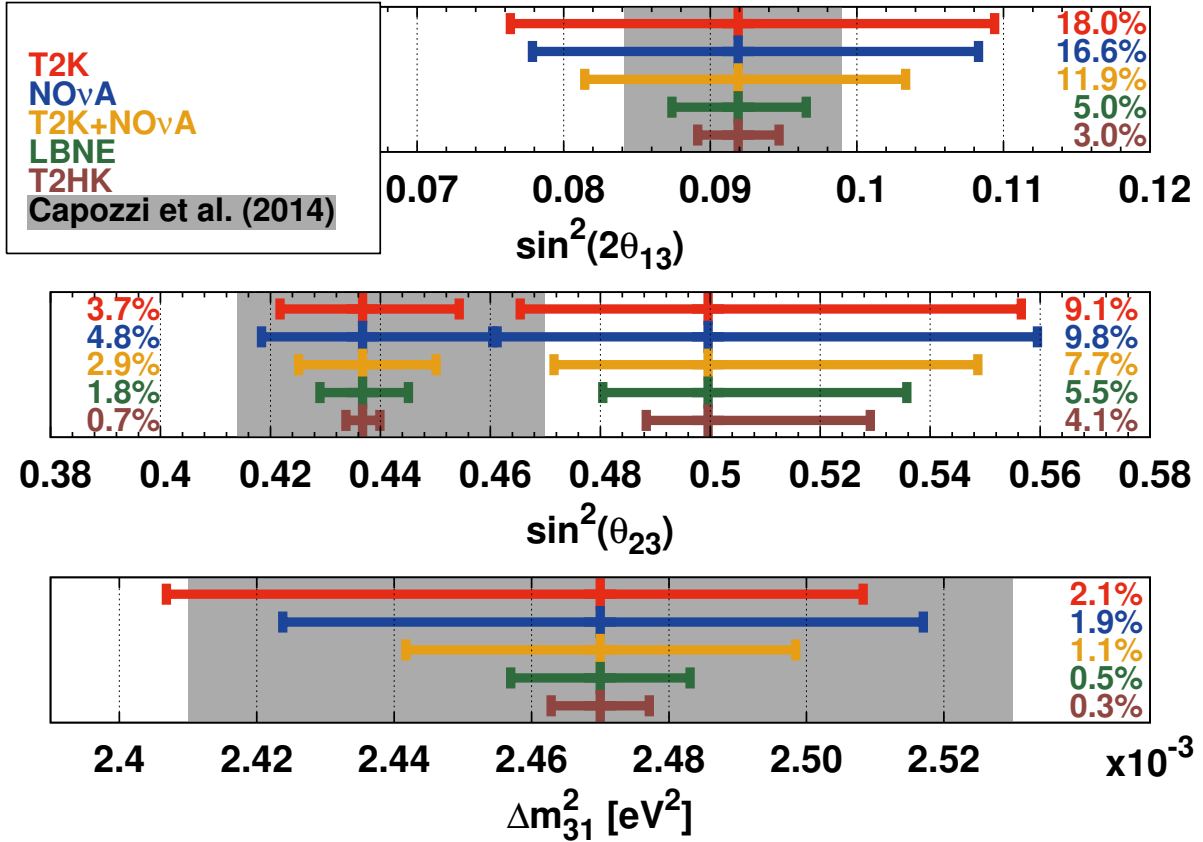 T2K
NOνA
T2K+NOνA
LBNE
T2HK
Capozzi et al. (2014)
18.0%
16.6%
11.9%
5.0%
3.0%
0.07 0.08 0.09 0.1 0.11 0.12
sin²(2θ₁₃)
3.7% 9.1%
4.8% 9.8%
2.9% 7.7%
1.8% 5.5%
0.7% 4.1%
0.38 0.4 0.42 0.44 0.46 0.48 0.5 0.52 0.54 0.56 0.58
sin²(θ₂₃)
2.1%
1.9%
1.1%
0.5%
0.3%
2.4 2.42 2.44 2.46 2.48 2.50 2.52 x10⁻³
Δm²₃₁ [eV²]